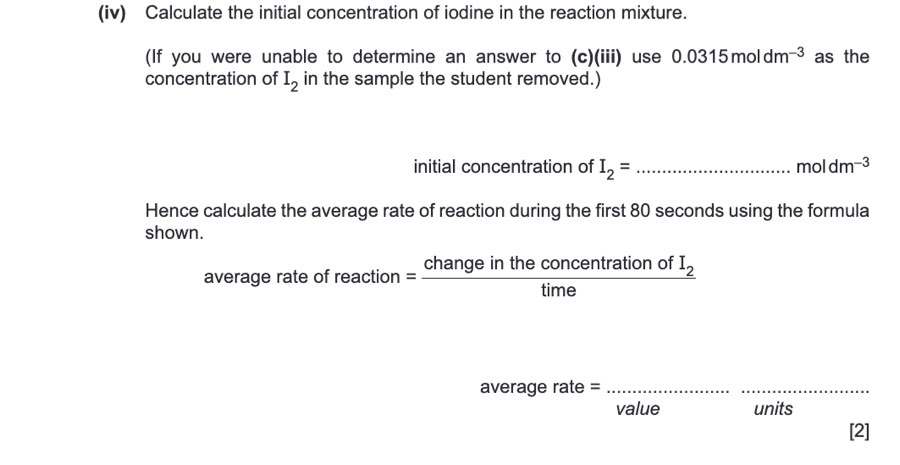 (iv) Calculate the initial concentration of iodine in the reaction mixture.
(If you were unable to determine an answer to (c)(iii) use 0.0315 mol dm⁻³ as the
concentration of I₂ in the sample the student removed.)
initial concentration of I₂ = .............................. mol dm⁻³
Hence calculate the average rate of reaction during the first 80 seconds using the formula
shown.
average rate of reaction = change in the concentration of I₂
time
average rate = ........................ .........................
value units
[2]